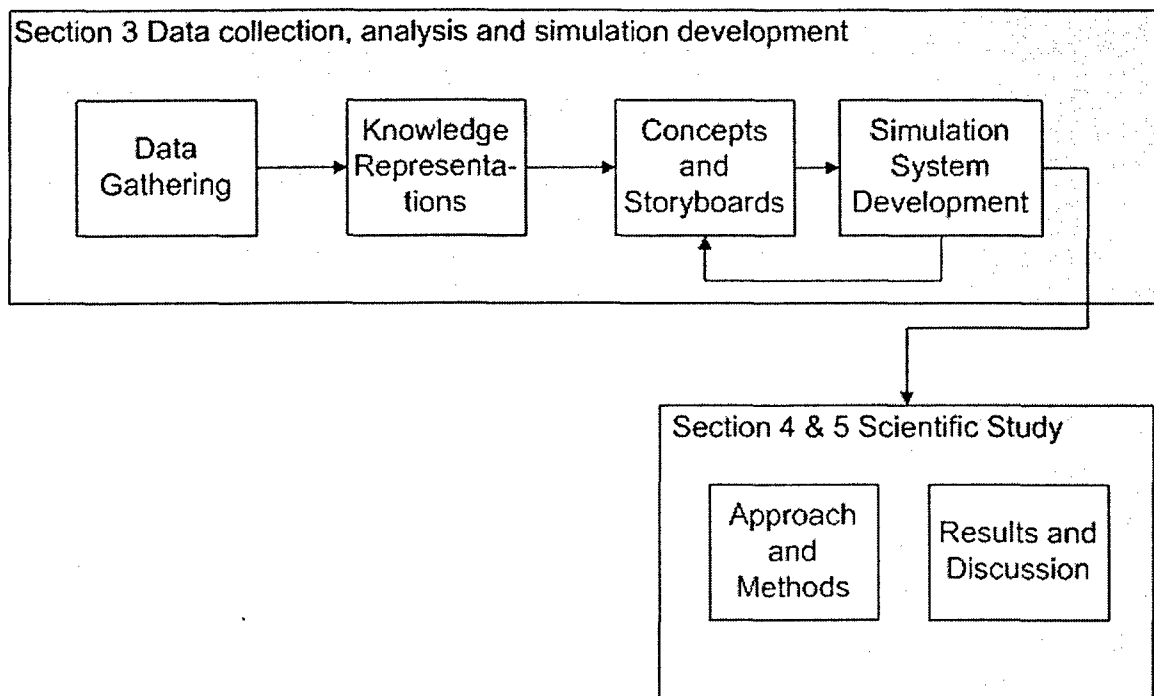 Section 3 Data collection, analysis and simulation development
Data
Gathering
Knowledge
Representa-
tions
Concepts
and
Storyboards
Simulation
System
Development
Section 4 & 5 Scientific Study
Approach
and
Methods
Results and
Discussion